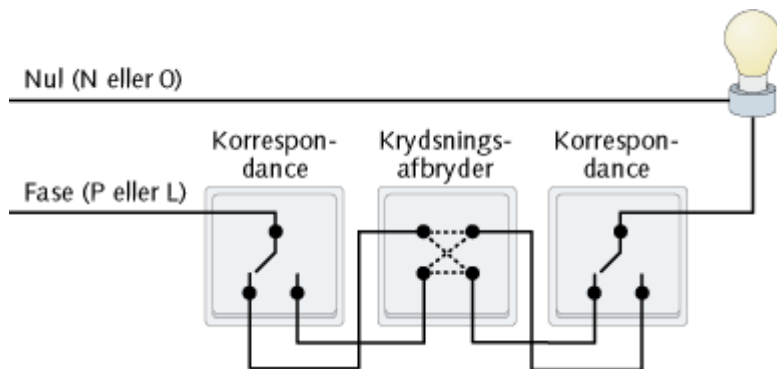 Nul (N eller O)
Korrespon-
dance
Krydsnings-
afbryder
Korrespon-
dance
Fase (P eller L)